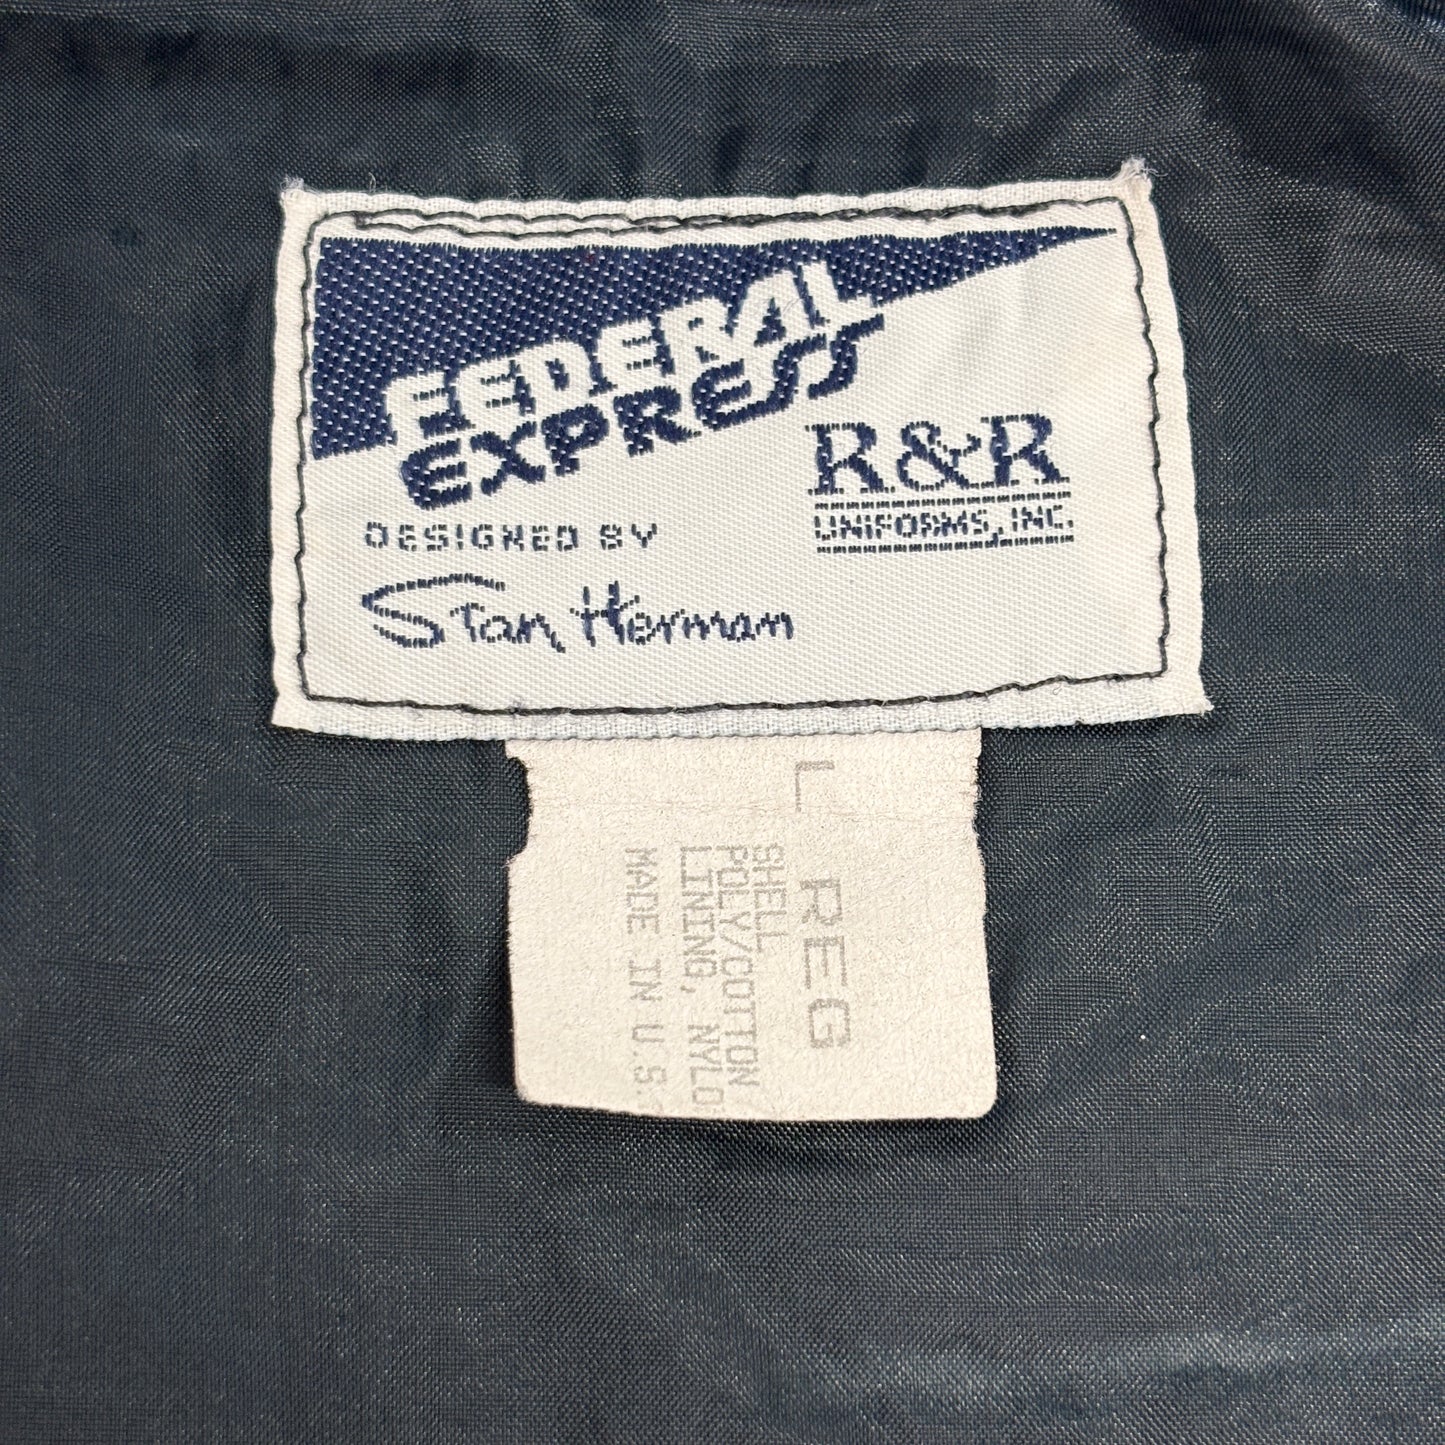 FEDERAL
EXPRESS
R&R
UNIFORMS, INC.
DESIGNED BY
Stan Herman
L REG
SHELL
POLY/COTTON
LINING, NYLO
MADE IN U.S.